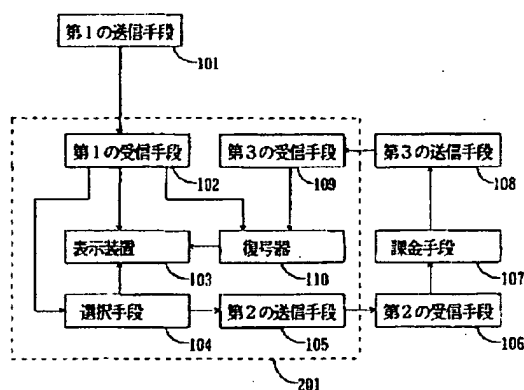 第1の送信手段
101
第1の受信手段
102
第3の受信手段
109
第3の送信手段
108
表示装置
103
復号器
110
課金手段
107
選択手段
104
第2の送信手段
105
第2の受信手段
106
201